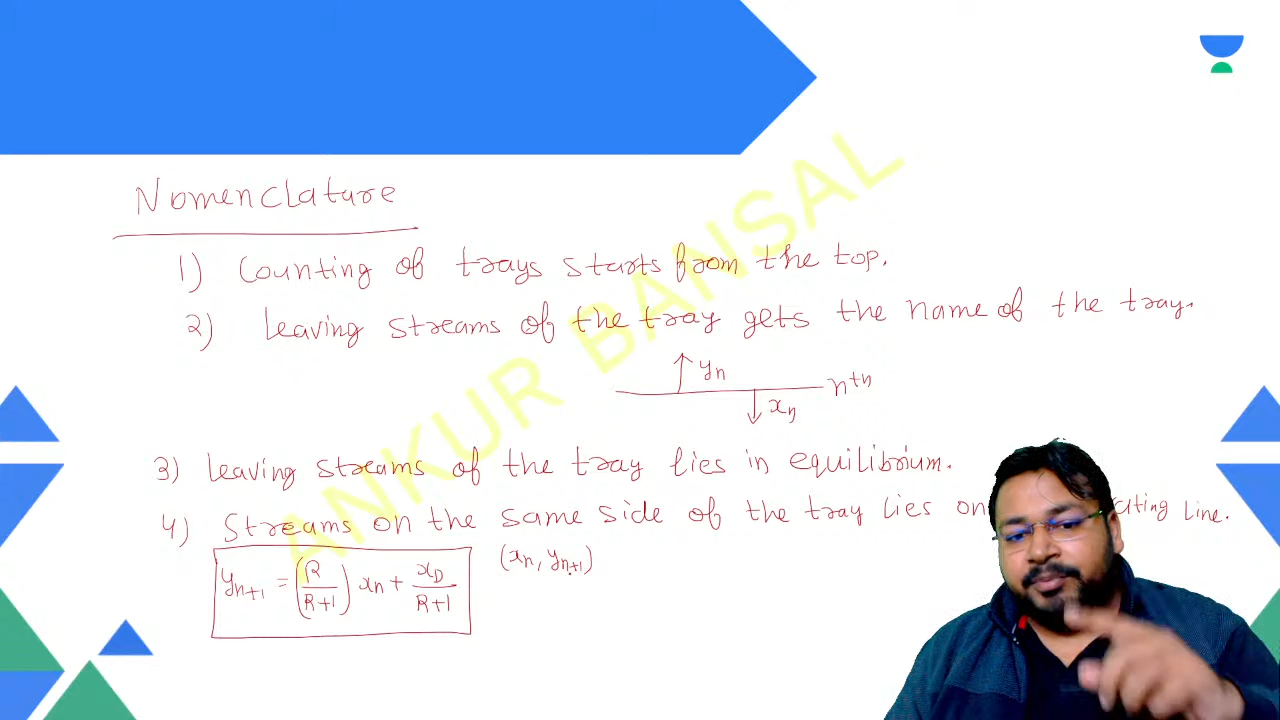 Nomenclature
1) Counting of trays starts from the top.
2) Leaving streams of the tray gets the name of the tray.
yn
nth
xn
3) Leaving streams of the tray lies in equilibrium.
4) Streams on the same side of the tray lies on ating Line.
(xn, yn+1)
yn+1 = (R/R+1) xn + xD/R+1
ANKUR BANSAL